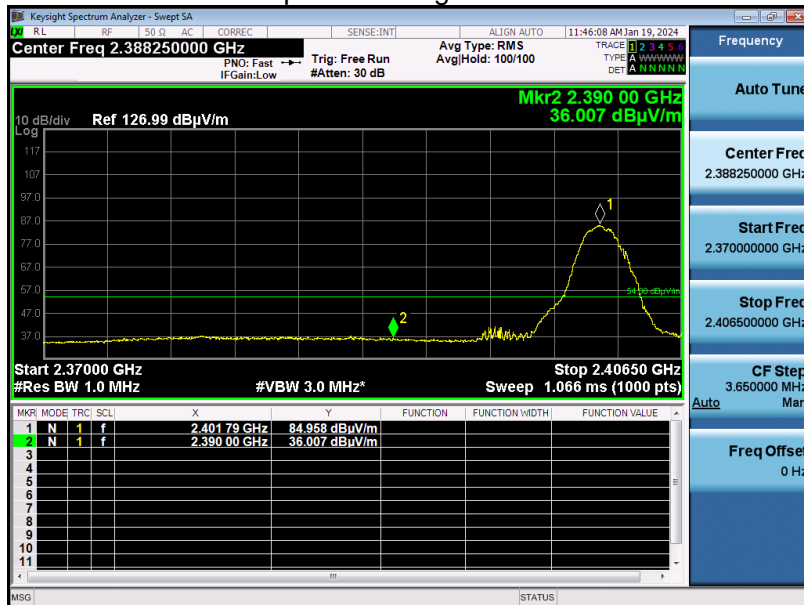 Keysight Spectrum Analyzer - Swept SA
RL RF 50 Ω AC CORREC SENSE:INT ALIGN AUTO 11:46:08 AM Jan 19, 2024
Center Freq 2.388250000 GHz
PNO: Fast
IFGain:Low
Trig: Free Run
#Atten: 30 dB
Avg Type: RMS
Avg|Hold: 100/100
TRACE 1 2 3 4 5 6
TYPE A WWWWW
DET A N N N N N
Mkr2 2.390 00 GHz
36.007 dBµV/m
10 dB/div Ref 126.99 dBµV/m
Log
117
107
97.0
87.0
77.0
67.0
57.0
47.0
37.0
1
54.00 dBµV/m
2
Start 2.37000 GHz Stop 2.40650 GHz
#Res BW 1.0 MHz #VBW 3.0 MHz* Sweep 1.066 ms (1000 pts)
MKR MODE TRC SCL X Y FUNCTION FUNCTION WIDTH FUNCTION VALUE
1 N 1 f 2.401 79 GHz 84.958 dBµV/m
2 N 1 f 2.390 00 GHz 36.007 dBµV/m
3
4
5
6
7
8
9
10
11
MSG STATUS
Frequency
Auto Tune
Center Freq
2.388250000 GHz
Start Freq
2.370000000 GHz
Stop Freq
2.406500000 GHz
CF Step
3.650000 MHz
Auto Man
Freq Offset
0 Hz